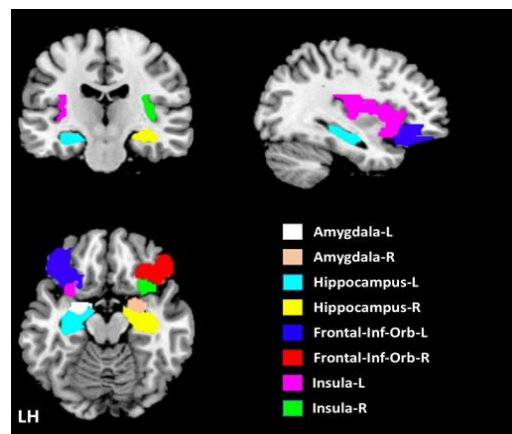 Amygdala-L
Amygdala-R
Hippocampus-L
Hippocampus-R
Frontal-Inf-Orb-L
Frontal-Inf-Orb-R
Insula-L
Insula-R
LH